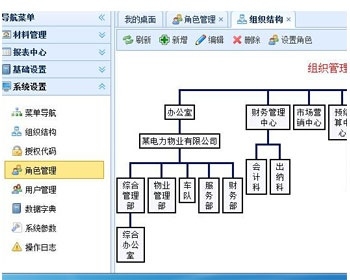 导航菜单
材料管理
报表中心
基础设置
系统设置
菜单导航
组织结构
授权代码
角色管理
用户管理
数据字典
系统参数
操作日志
我的桌面 角色管理 × 组织结构 ×
刷新 新增 编辑 删除 设置角色
组织管理
办公室
财务管理中心
市场营销中心
某电力物业有限公司
会计科
出纳科
综合管理部
物业管理部
车队
服务部
财务部
综合办公室